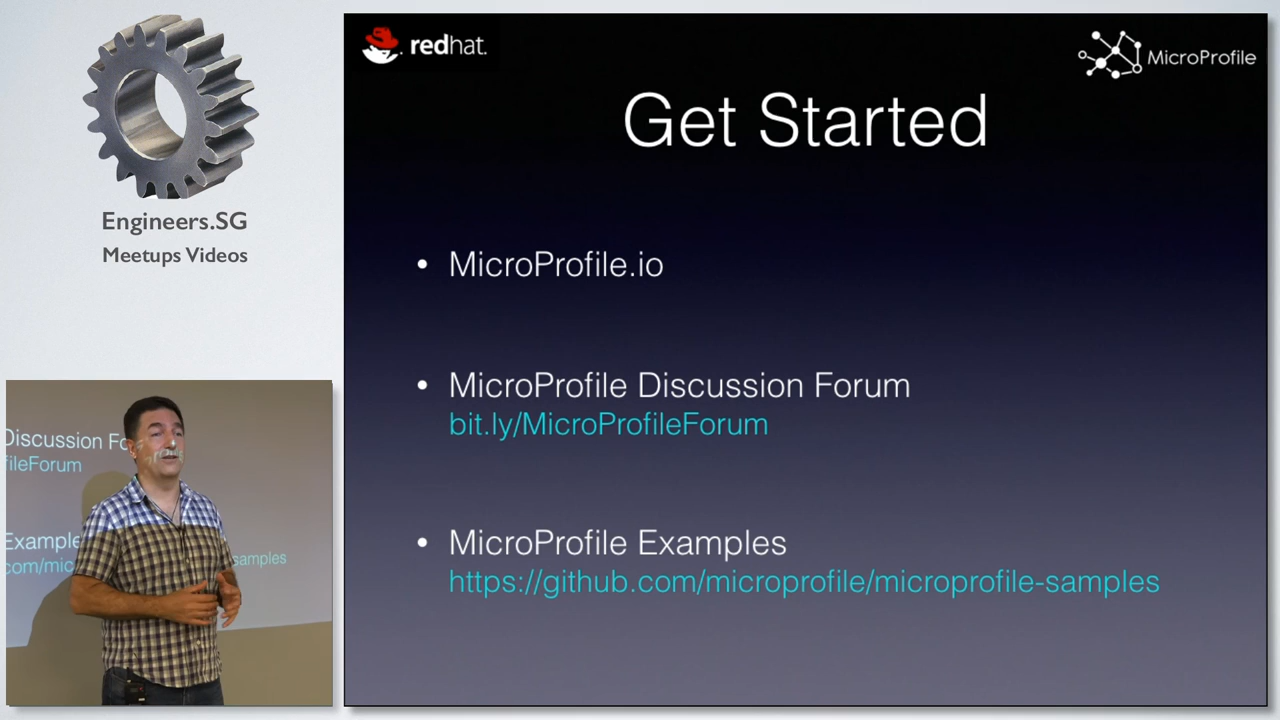 Engineers.SG
Meetups Videos
redhat.
MicroProfile
Get Started
• MicroProfile.io
• MicroProfile Discussion Forum
bit.ly/MicroProfileForum
• MicroProfile Examples
https://github.com/microprofile/microprofile-samples
Discussion Fo
fileForum
Example
com/mic samples